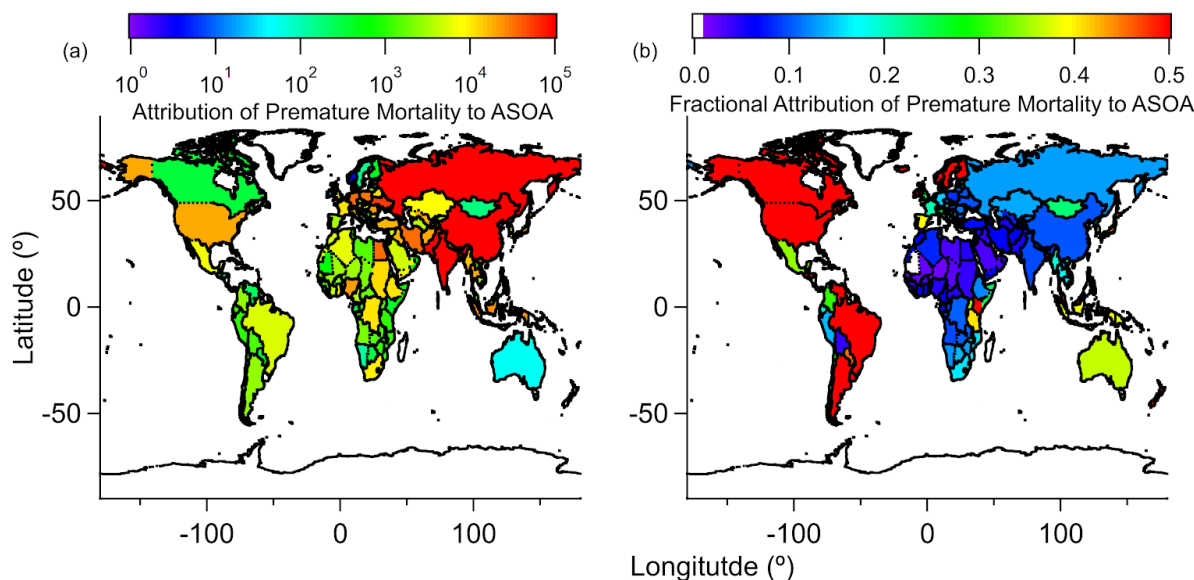 (a)
10^0 10^1 10^2 10^3 10^4 10^5
Attribution of Premature Mortality to ASOA
(b)
0.0 0.1 0.2 0.3 0.4 0.5
Fractional Attribution of Premature Mortality to ASOA
Latitude (º)
50
0
-50
-100 0 100
50
0
-50
-100 0 100
Longitutde (º)